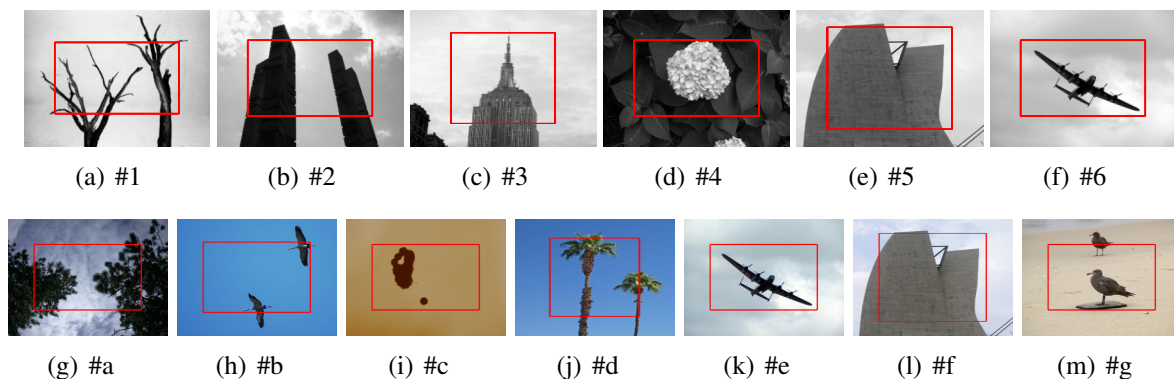 (a) #1 (b) #2 (c) #3 (d) #4 (e) #5 (f) #6
(g) #a (h) #b (i) #c (j) #d (k) #e (l) #f (m) #g